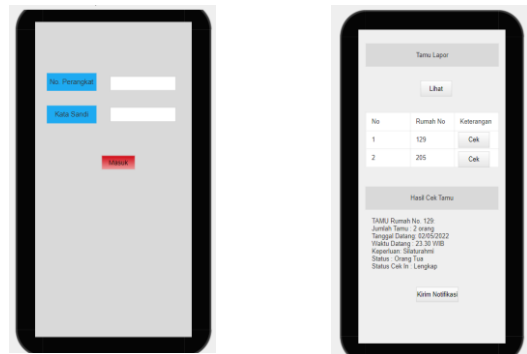 No. Perangkat
Kata Sandi
Masuk
Tamu Lapor
Lihat
No Rumah No Keterangan
1 129 Cek
2 205 Cek
Hasil Cek Tamu
TAMU Rumah No. 129
Jumlah Tamu : 2 orang
Tanggal Datang: 02/05/2022
Waktu Datang : 23.30 WIB
Keperluan: Silaturahmi
Status : Orang Tua
Status Cek In : Lengkap
Kirim Notifikasi